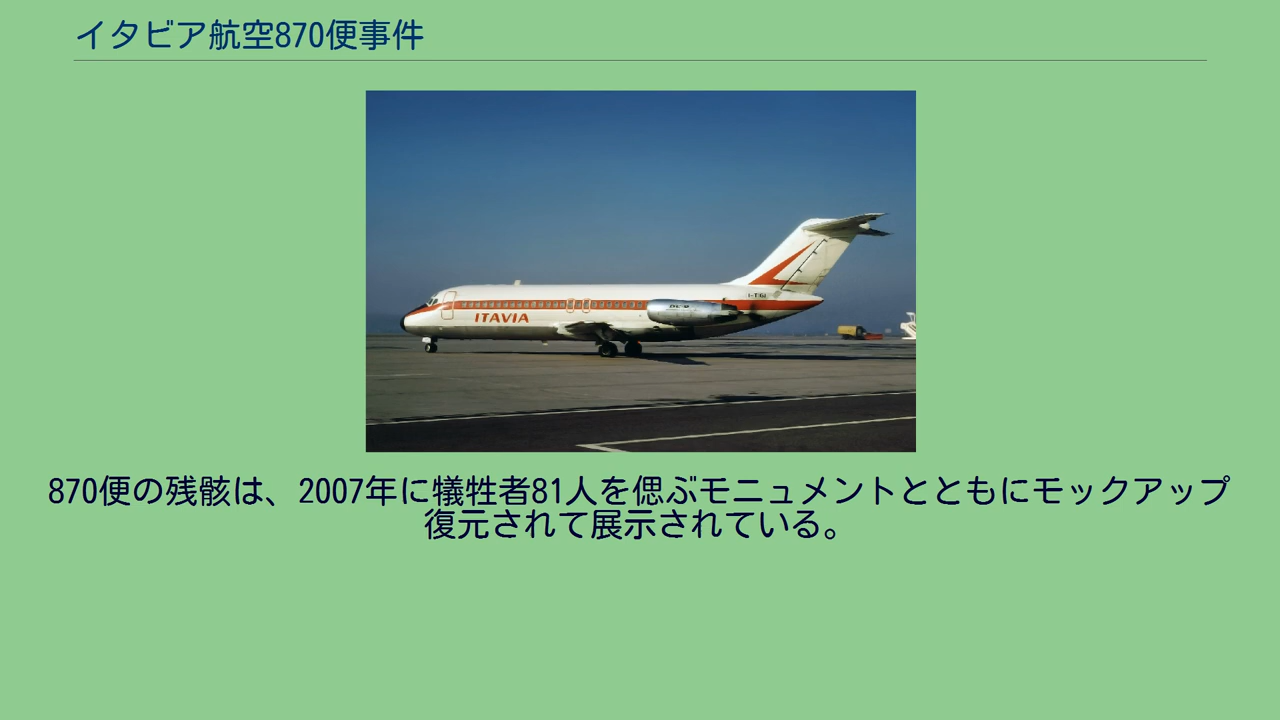 イタビア航空870便事件
ITAVIA
870便の残骸は、2007年に犠牲者81人を偲ぶモニュメントとともにモックアップ
復元されて展示されている。